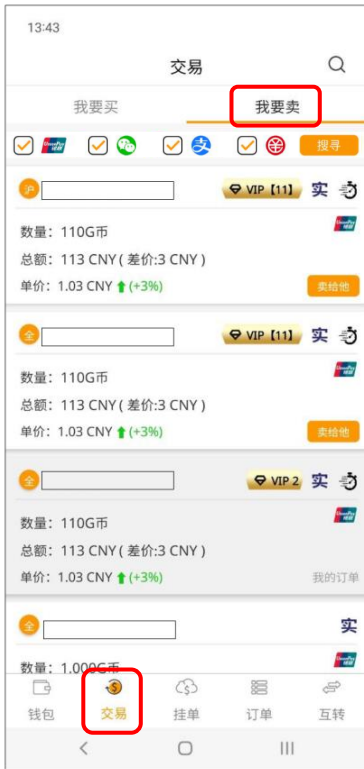 13:43
交易
我要买 我要卖
搜寻
沪 VIP【11】 实
数量：110G币
总额：113 CNY ( 差价:3 CNY )
单价：1.03 CNY (+3%) 卖给他
全 VIP【11】 实
数量：110G币
总额：113 CNY ( 差价:3 CNY )
单价：1.03 CNY (+3%) 卖给他
全 VIP 2 实
数量：110G币
总额：113 CNY ( 差价:3 CNY )
单价：1.03 CNY (+3%) 我的订单
全 实
数量：1,000G币
钱包 交易 挂单 订单 互转